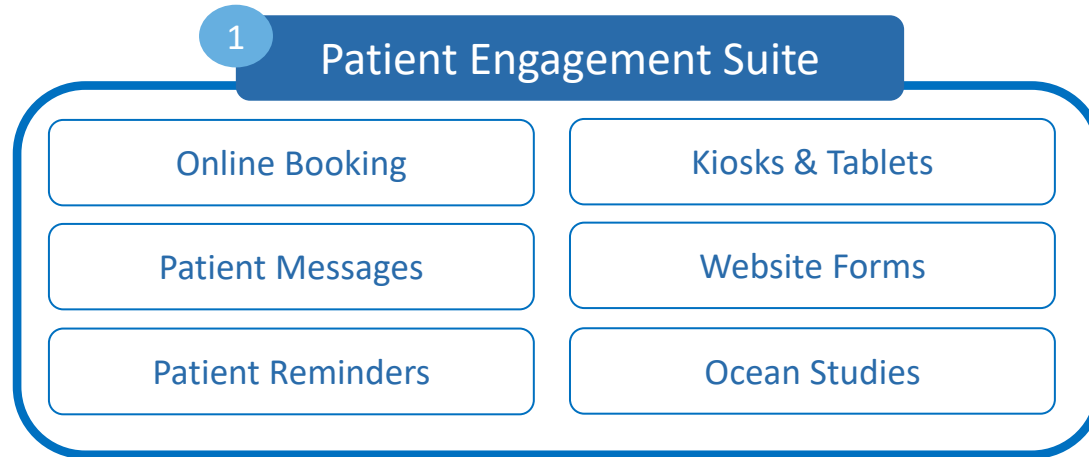 1
Patient Engagement Suite
Online Booking
Kiosks & Tablets
Patient Messages
Website Forms
Patient Reminders
Ocean Studies